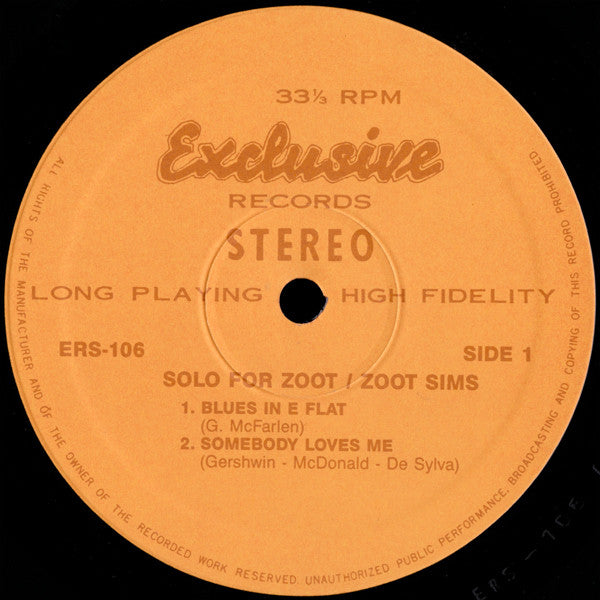 33⅓ RPM
Exclusive
RECORDS
STEREO
LONG PLAYING HIGH FIDELITY
ERS-106 SIDE 1
SOLO FOR ZOOT / ZOOT SIMS
1. BLUES IN E FLAT
(G. McFarlen)
2. SOMEBODY LOVES ME
(Gershwin - McDonald - De Sylva)
ALL RIGHTS OF THE MANUFACTURER AND OF THE OWNER OF THE RECORDED WORK RESERVED. UNAUTHORIZED PUBLIC PERFORMANCE, BROADCASTING AND COPYING OF THIS RECORD PROHIBITED
ERS - 106